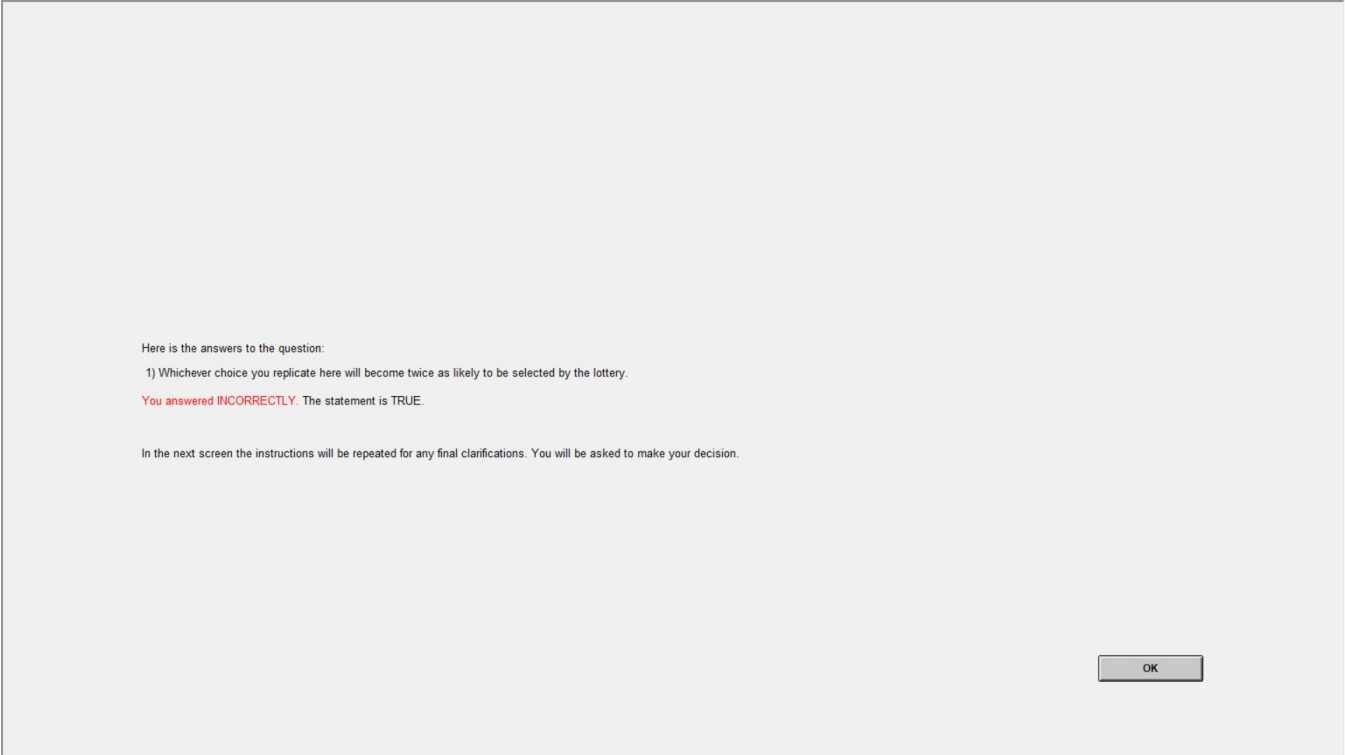 Here is the answers to the question:
1) Whichever choice you replicate here will become twice as likely to be selected by the lottery.
You answered INCORRECTLY. The statement is TRUE.
In the next screen the instructions will be repeated for any final clarifications. You will be asked to make your decision.
OK